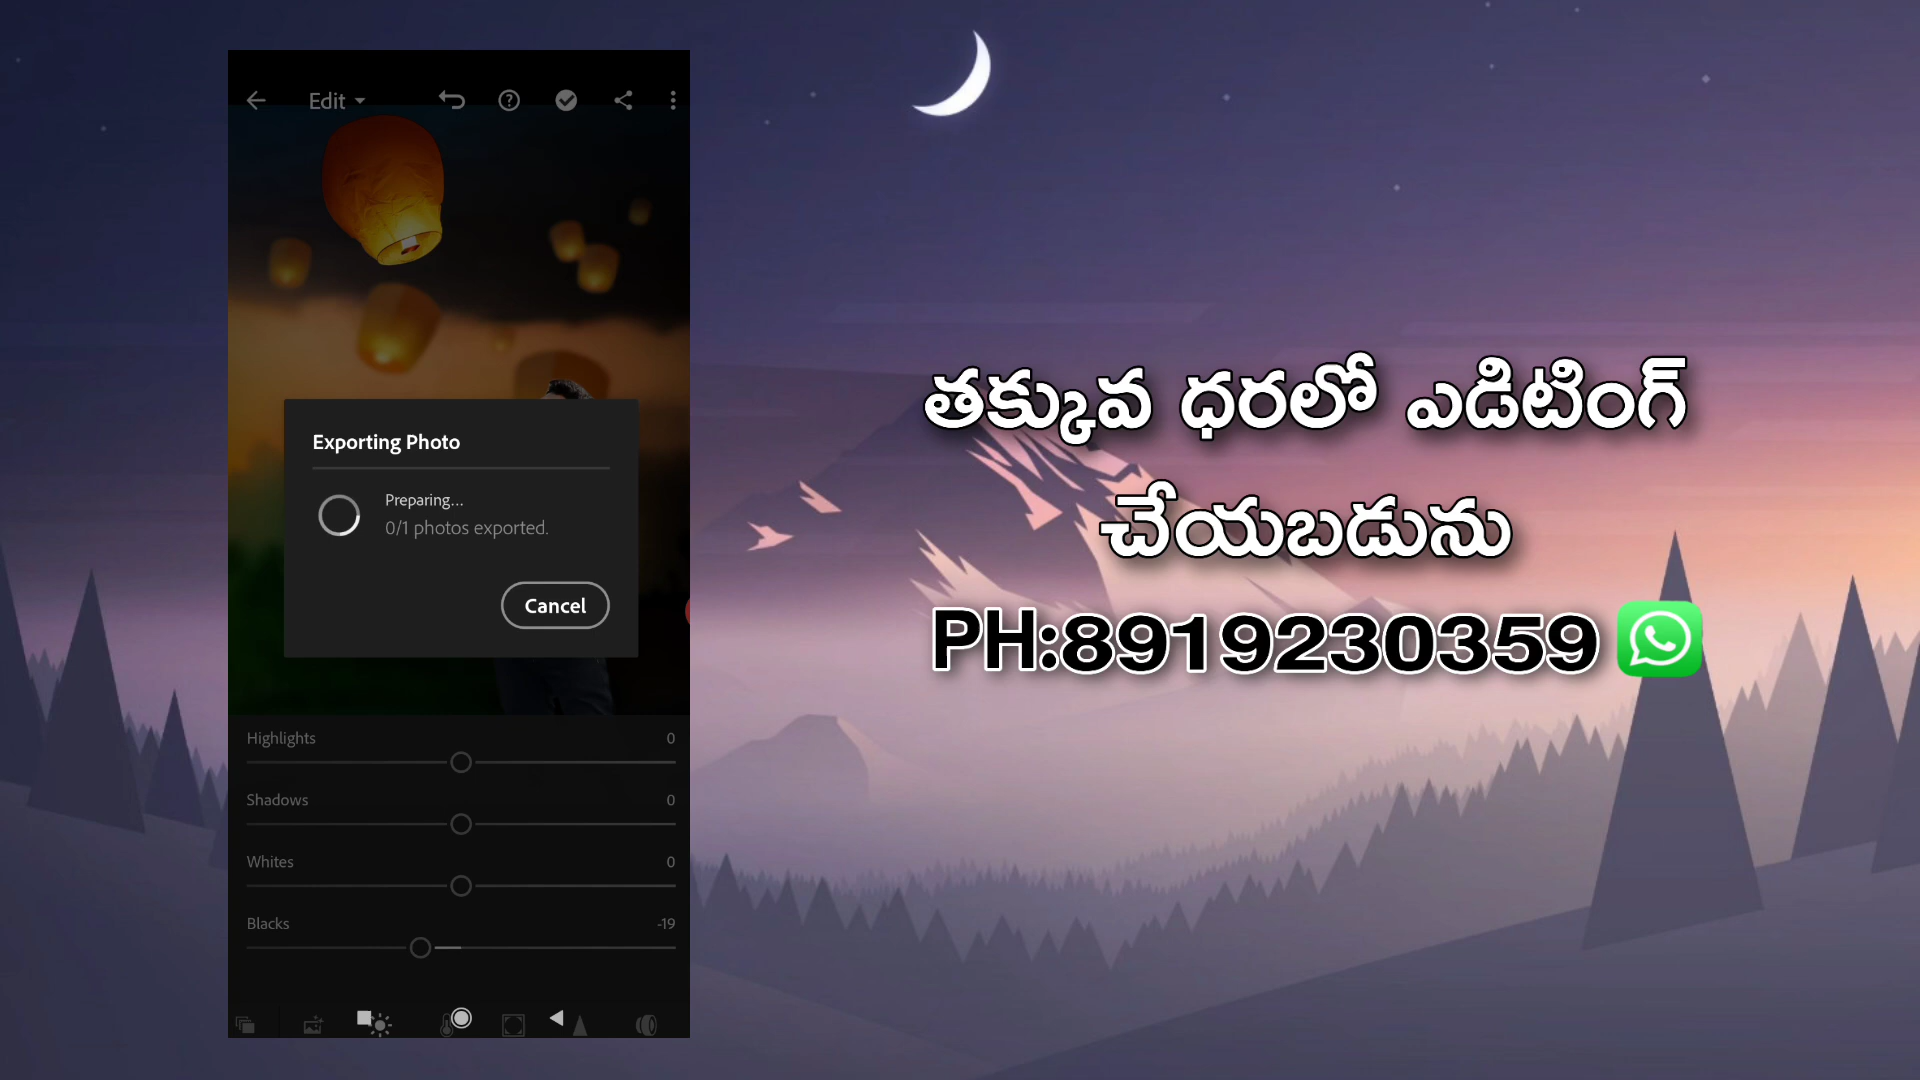 Edit
Exporting Photo
Preparing...
0/1 photos exported.
Cancel
Highlights 0
Shadows 0
Whites 0
Blacks -19
తక్కువ ధరలో ఎడిటింగ్
చేయబడును
PH:8919230359